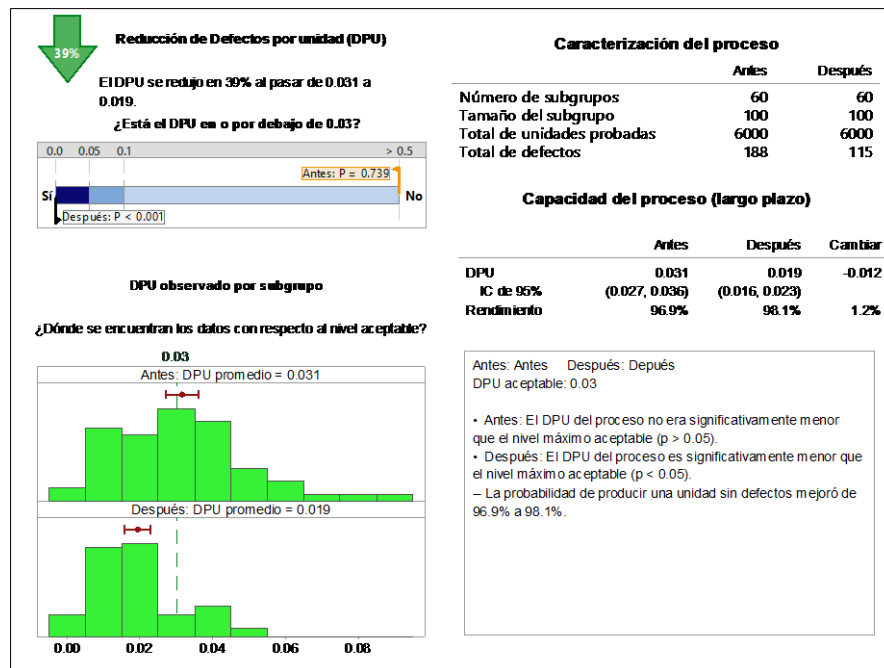 39%
Reducción de Defectos por unidad (DPU)
El DPU se redujo en 39% al pasar de 0.031 a
0.019.
¿Está el DPU en o por debajo de 0.03?
0.0 0.05 0.1 > 0.5
Antes: P = 0.739
Sí No
Después: P < 0.001
DPU observado por subgrupo
¿Dónde se encuentran los datos con respecto al nivel aceptable?
0.03
Antes: DPU promedio = 0.031
Después: DPU promedio = 0.019
0.00 0.02 0.04 0.06 0.08
Caracterización del proceso
Antes Después
Número de subgrupos 60 60
Tamaño del subgrupo 100 100
Total de unidades probadas 6000 6000
Total de defectos 188 115
Capacidad del proceso (largo plazo)
Antes Después Cambiar
DPU 0.031 0.019 -0.012
IC de 95% (0.027, 0.036) (0.016, 0.023)
Rendimiento 96.9% 98.1% 1.2%
Antes: Antes Después: Depués
DPU aceptable: 0.03
• Antes: El DPU del proceso no era significativamente menor
que el nivel máximo aceptable (p > 0.05).
• Después: El DPU del proceso es significativamente menor que
el nivel máximo aceptable (p < 0.05).
– La probabilidad de producir una unidad sin defectos mejoró de
96.9% a 98.1%.